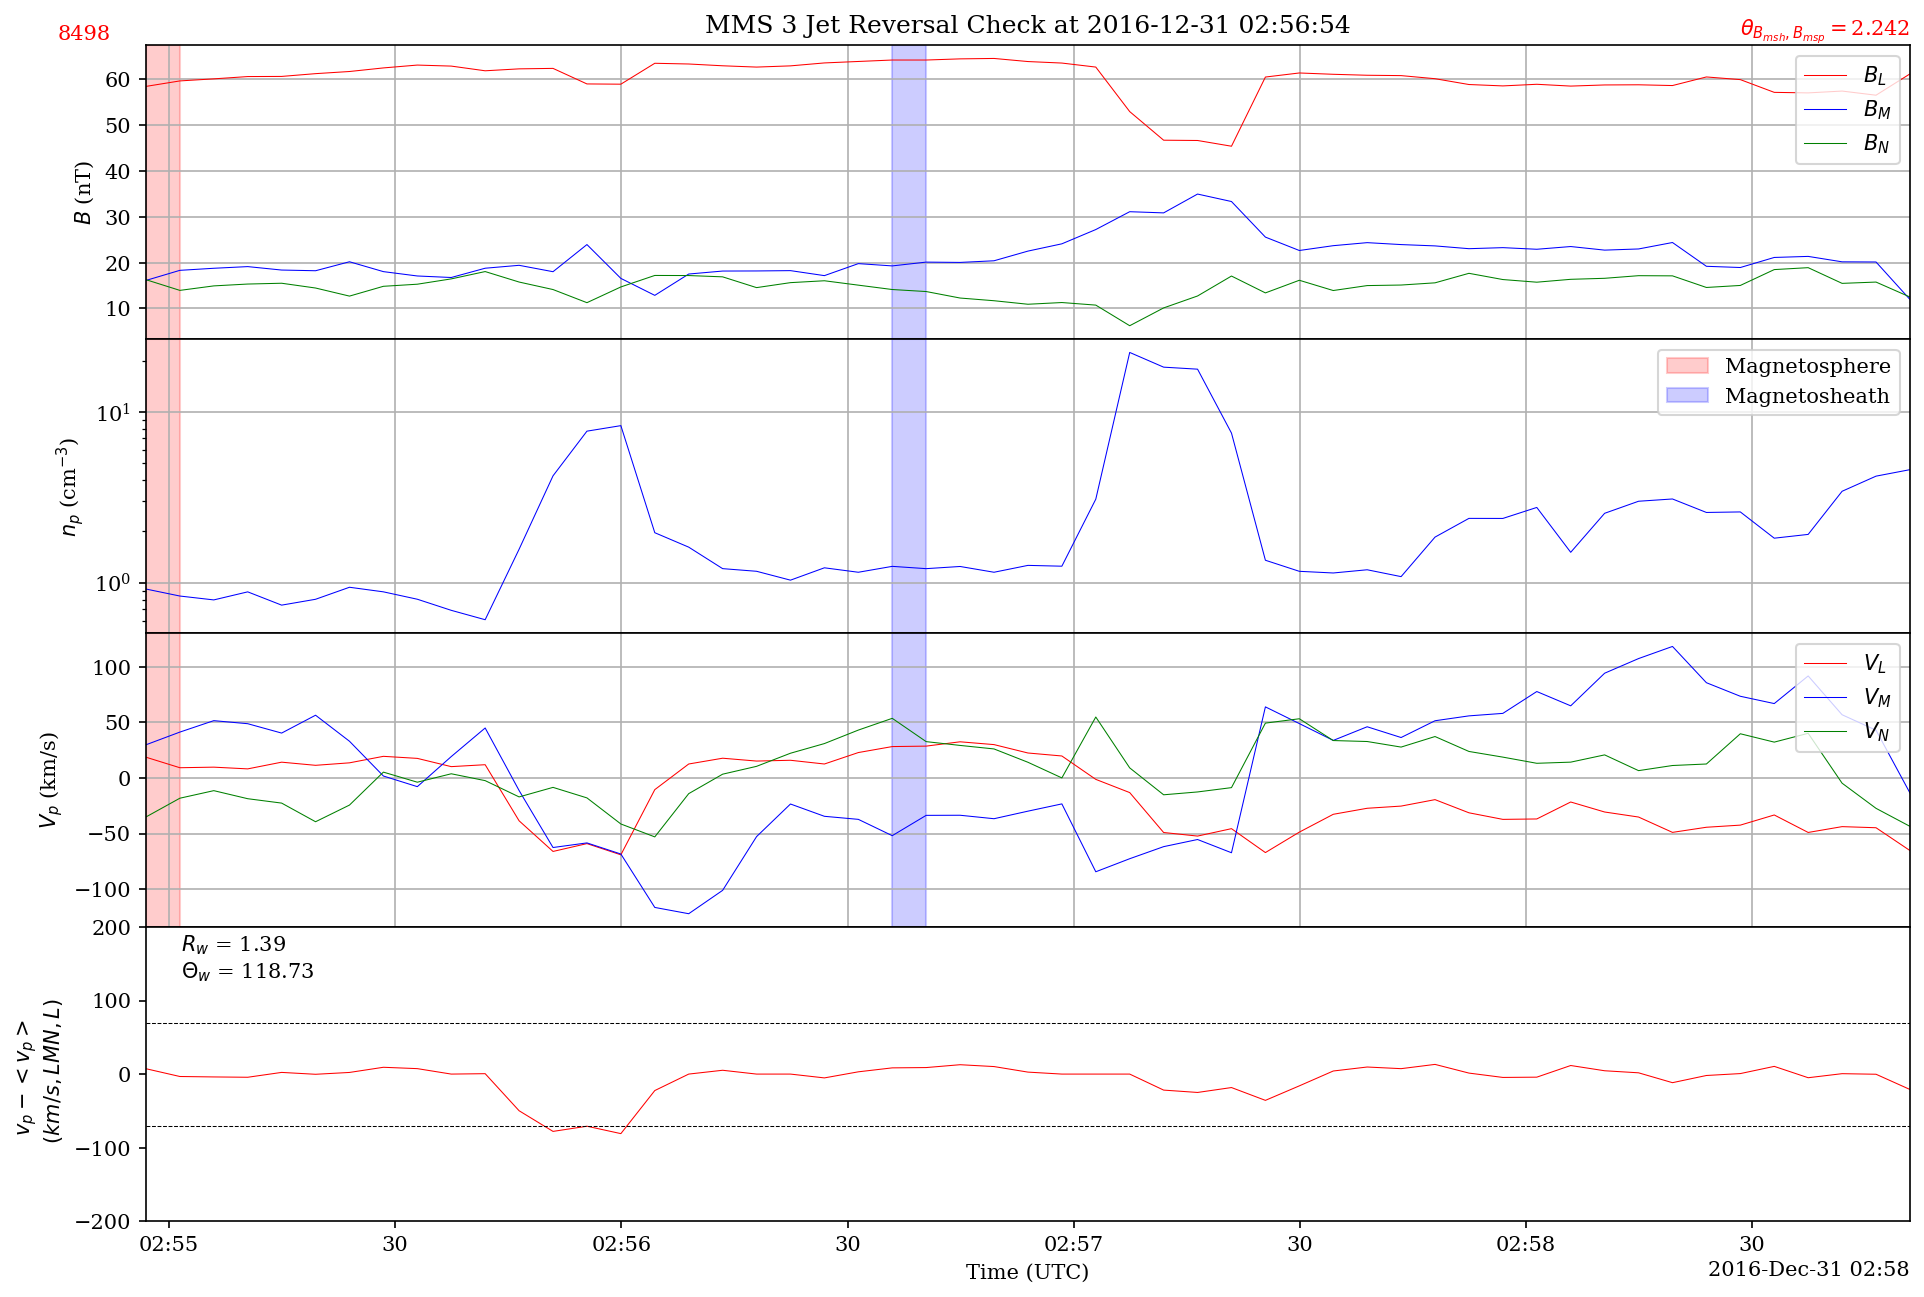 MMS 3 Jet Reversal Check at 2016-12-31 02:56:54
8498
θ_{B_{msh}, B_{msp}} = 2.242
60
50
40
30
20
10
B (nT)
B_L
B_M
B_N
10^1
10^0
n_p (cm^{−3})
Magnetosphere
Magnetosheath
100
50
0
−50
−100
V_p (km/s)
V_L
V_M
V_N
200
100
0
−100
−200
v_p − < v_p >
(km/s, LMN, L)
R_w = 1.39
Θ_w = 118.73
02:55 30 02:56 30 02:57 30 02:58 30
Time (UTC)
2016-Dec-31 02:58